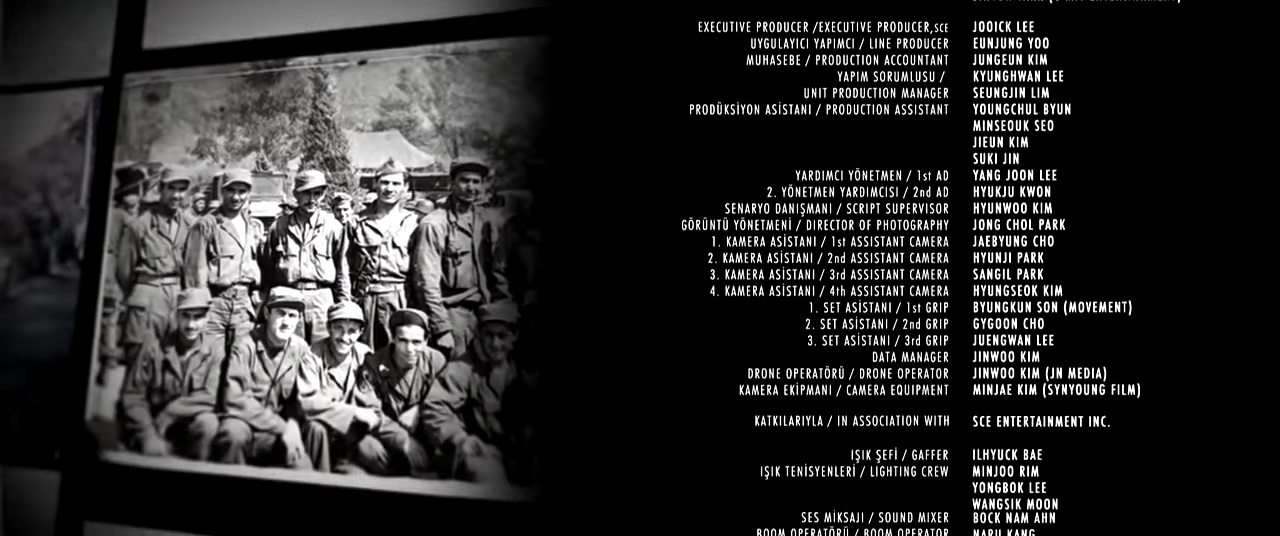 EXECUTIVE PRODUCER /EXECUTIVE PRODUCER,SCE JOOICK LEE
UYGULAYICI YAPIMCI / LINE PRODUCER EUNJUNG YOO
MUHASEBE / PRODUCTION ACCOUNTANT JUNGEUN KIM
YAPIM SORUMLUSU / KYUNGHWAN LEE
UNIT PRODUCTION MANAGER SEUNGJIN LIM
PRODÜKSİYON ASİSTANI / PRODUCTION ASSISTANT YOUNGCHUL BYUN
MINSEOUK SEO
JIEUN KIM
SUKI JIN
YARDIMCI YÖNETMEN / 1st AD YANG JOON LEE
2. YÖNETMEN YARDIMCISI / 2nd AD HYUKJU KWON
SENARYO DANIŞMANI / SCRIPT SUPERVISOR HYUNWOO KIM
GÖRÜNTÜ YÖNETMENİ / DIRECTOR OF PHOTOGRAPHY JONG CHOL PARK
1. KAMERA ASİSTANI / 1st ASSISTANT CAMERA JAEBYUNG CHO
2. KAMERA ASİSTANI / 2nd ASSISTANT CAMERA HYUNJI PARK
3. KAMERA ASİSTANI / 3rd ASSISTANT CAMERA SANGIL PARK
4. KAMERA ASİSTANI / 4th ASSISTANT CAMERA HYUNGSEOK KIM
1. SET ASİSTANI / 1st GRIP BYUNGKUN SON (MOVEMENT)
2. SET ASİSTANI / 2nd GRIP GYGOON CHO
3. SET ASİSTANI / 3rd GRIP JUENGWAN LEE
DATA MANAGER JINWOO KIM
DRONE OPERATÖRÜ / DRONE OPERATOR JINWOO KIM (JN MEDIA)
KAMERA EKİPMANI / CAMERA EQUIPMENT MINJAE KIM (SYNYOUNG FILM)
KATKILARIYLA / IN ASSOCIATION WITH SCE ENTERTAINMENT INC.
IŞIK ŞEFİ / GAFFER ILHYUCK BAE
IŞIK TENİSYENLERİ / LIGHTING CREW MINJOO RIM
YONGBOK LEE
WANGSIK MOON
SES MİKSAJI / SOUND MIXER BOCK NAM AHN
BOOM OPERATÖRÜ / BOOM OPERATOR NARU KANG